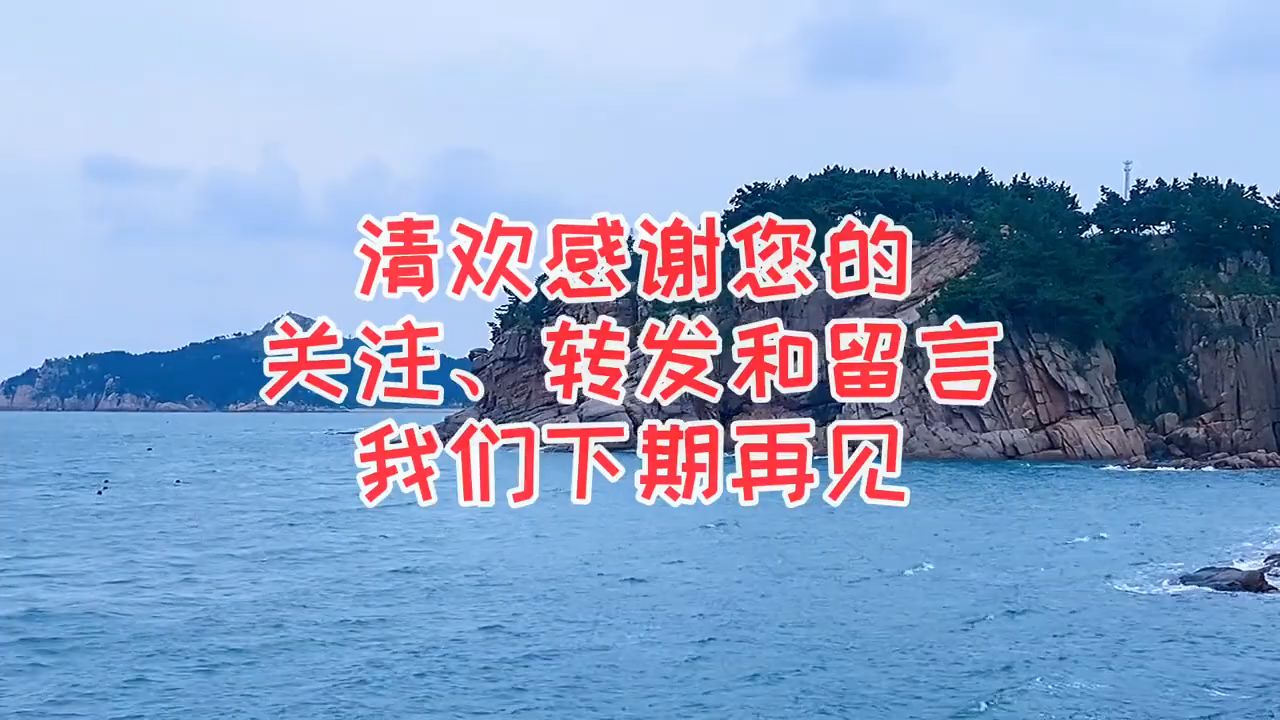 清欢感谢您的
关注、转发和留言
我们下期再见